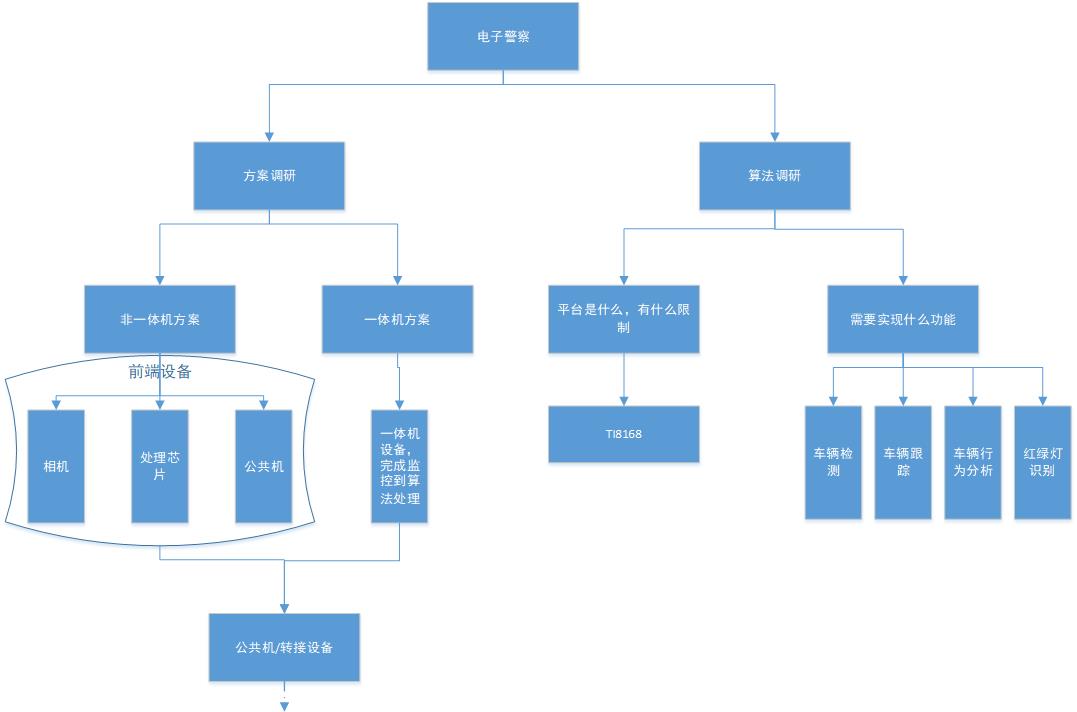 电子警察
方案调研
算法调研
非一体机方案
一体机方案
平台是什么，有什么限
制
需要实现什么功能
前端设备
相机
处理芯
片
公共机
一体机
设备，
完成监
控到算
法处理
TI8168
车辆检
测
车辆跟
踪
车辆行
为分析
红绿灯
识别
公共机/转接设备